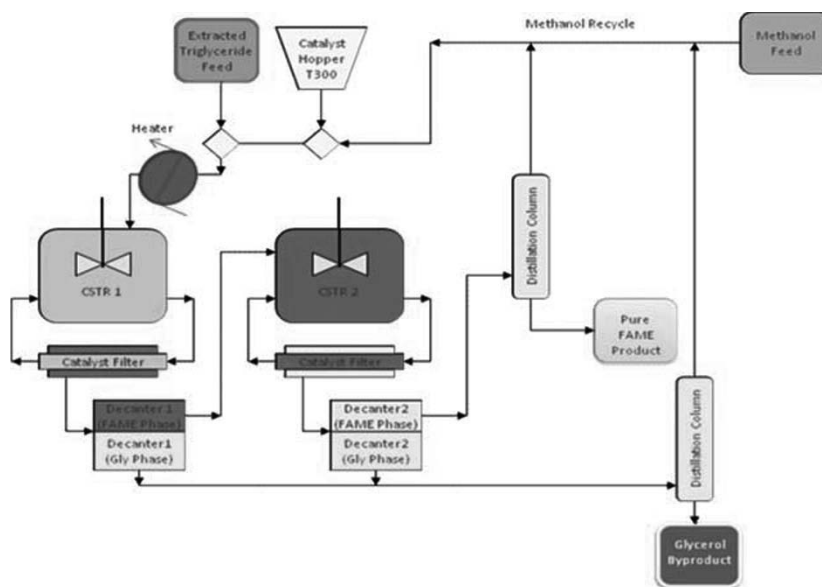 Extracted
Triglyceride
Feed
Catalyst
Hopper
T300
Methanol Recycle
Methanol
Feed
Heater
CSTR 1
CSTR 2
Distillation Column
Pure
FAME
Product
Catalyst Filter
Catalyst Filter
Decanter1
(FAME Phase)
Decanter1
(Gly Phase)
Decanter2
(FAME Phase)
Decanter2
(Gly Phase)
Distillation Column
Glycerol
Byproduct